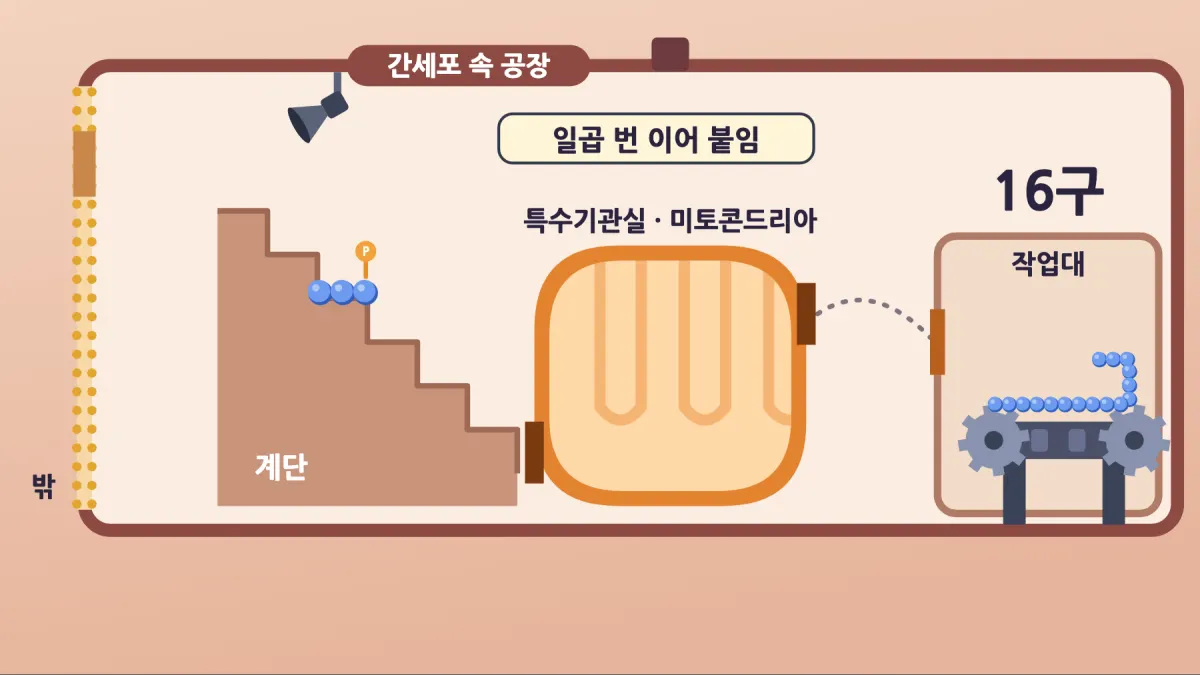 간세포 속 공장
일곱 번 이어 붙임
특수기관실 · 미토콘드리아
16구
작업대
P
계단
밖